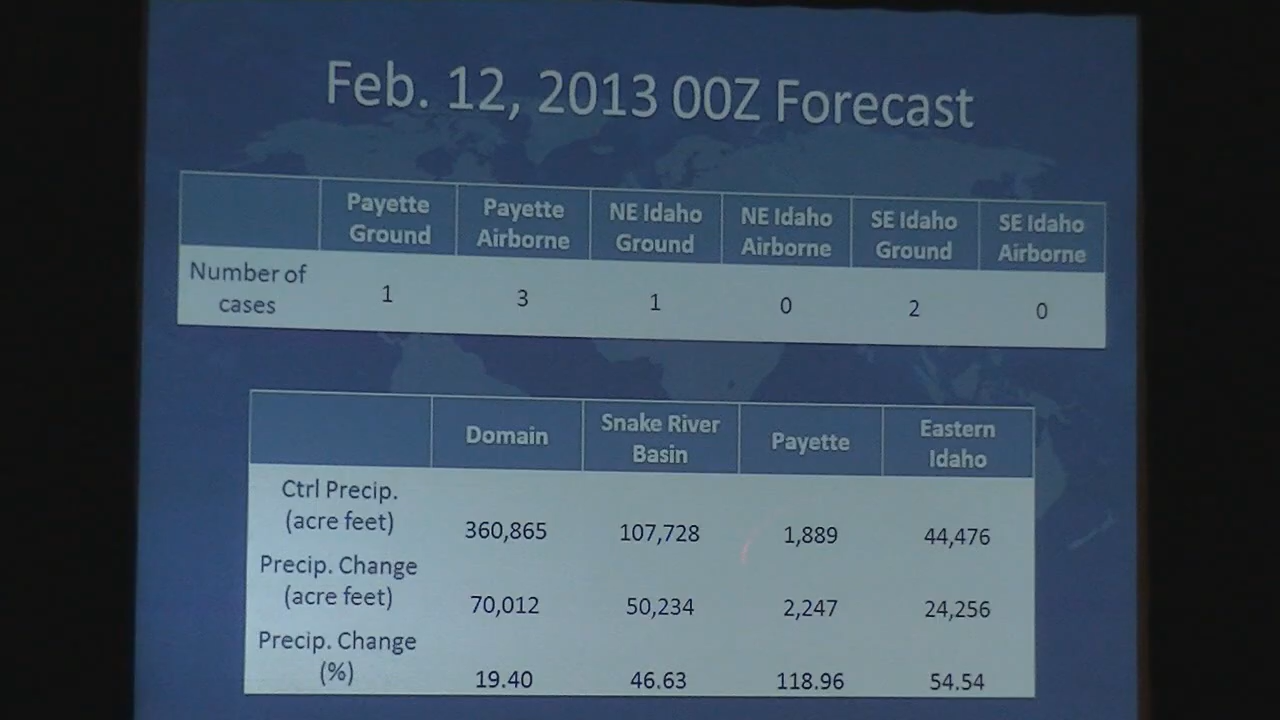 Feb. 12, 2013 00Z Forecast
Payette Ground Payette Airborne NE Idaho Ground NE Idaho Airborne SE Idaho Ground SE Idaho Airborne
Number of cases 1 3 1 0 2 0
Domain Snake River Basin Payette Eastern Idaho
Ctrl Precip. (acre feet) 360,865 107,728 1,889 44,476
Precip. Change (acre feet) 70,012 50,234 2,247 24,256
Precip. Change (%) 19.40 46.63 118.96 54.54